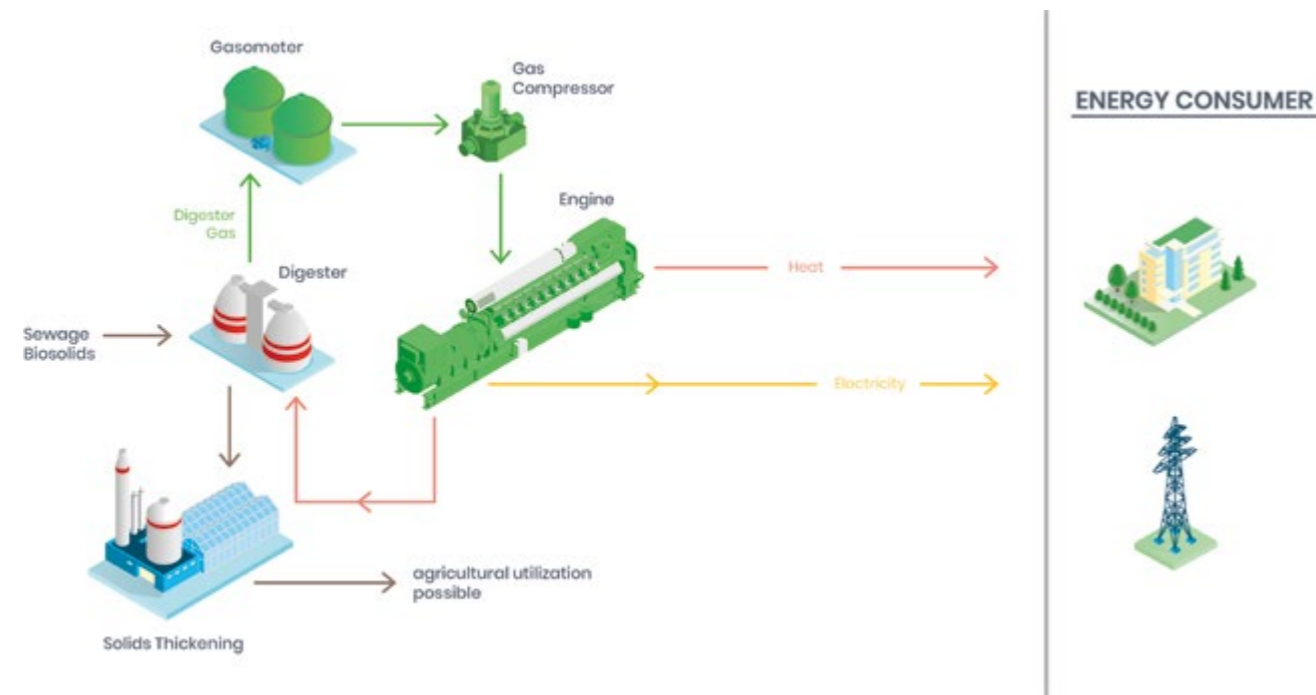 Gasometer
Gas
Compressor
ENERGY CONSUMER
Engine
Digester
Gas
Digester
Heat
Sewage
Biosolids
Electricity
agricultural utilization
possible
Solids Thickening